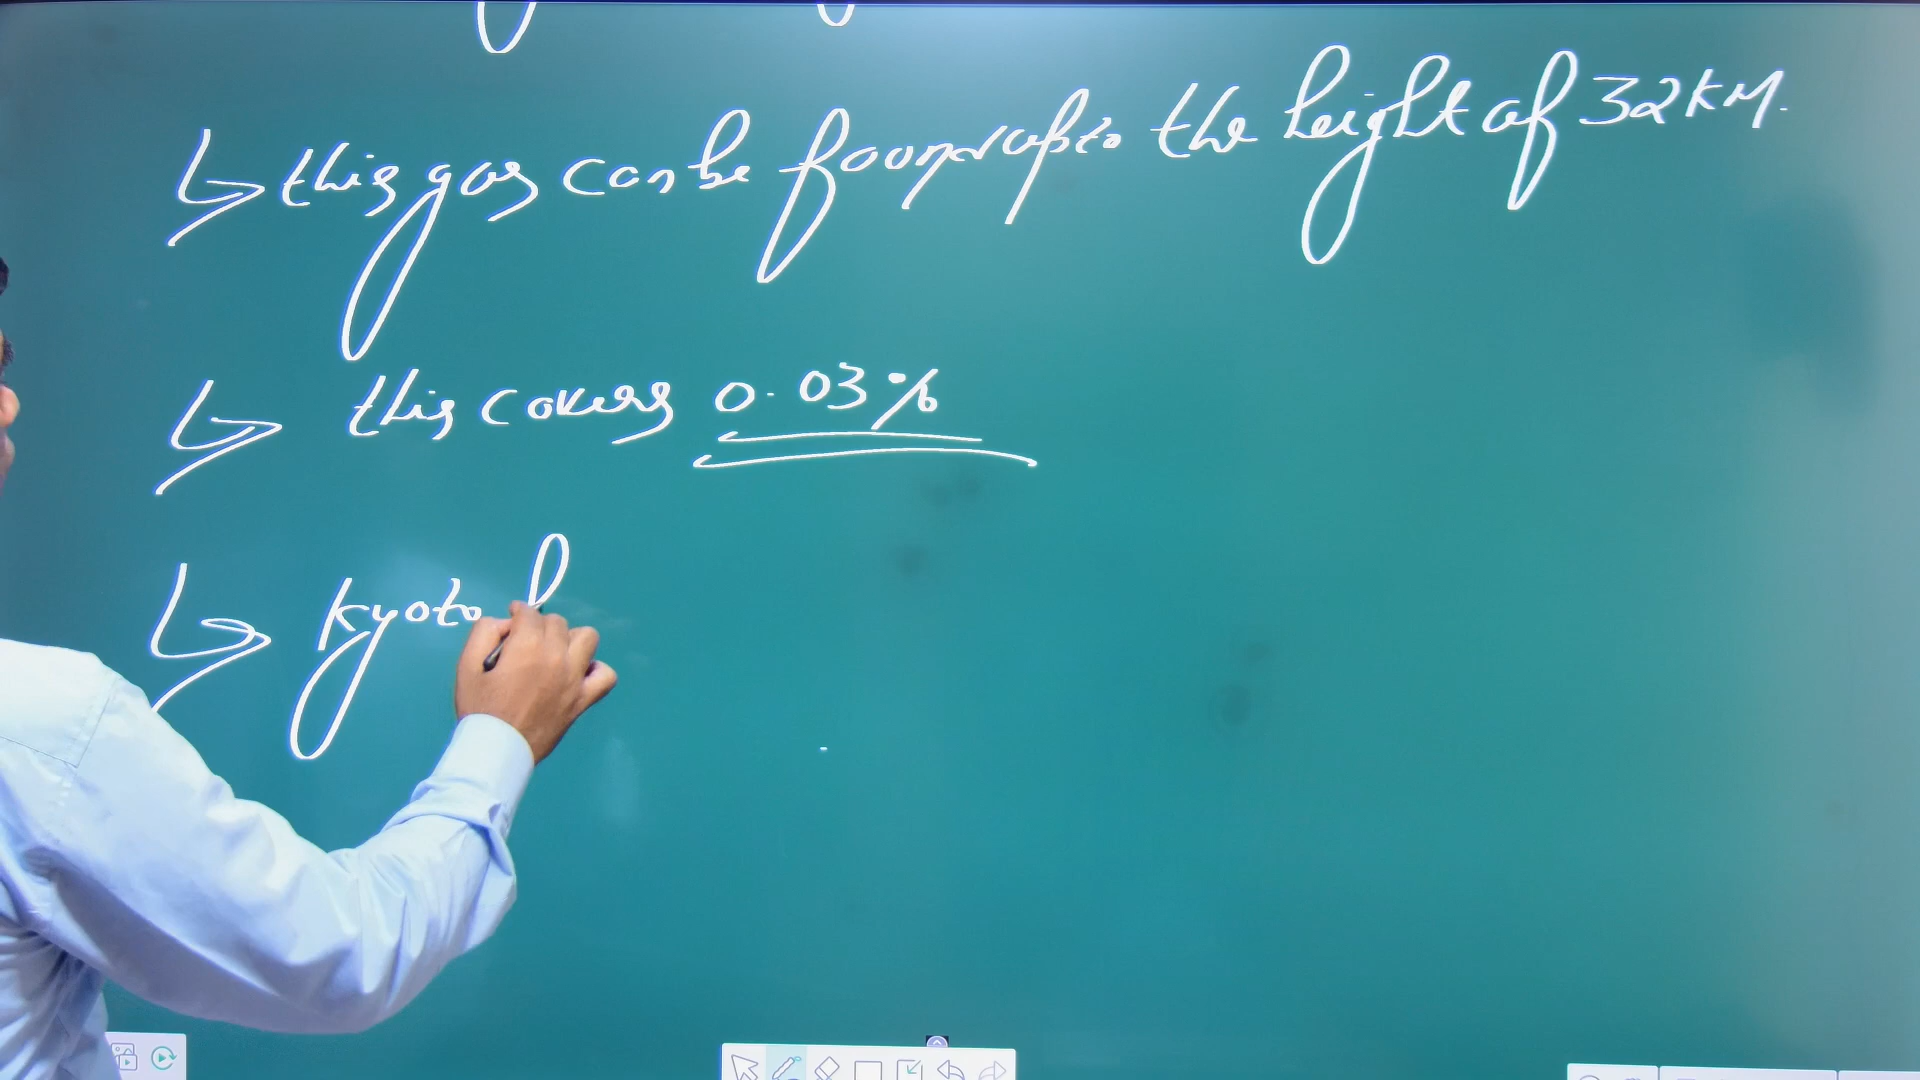 ↳ this gas can be found upto the height of 32KM.
↳ this covers 0.03%
↳ kyoto